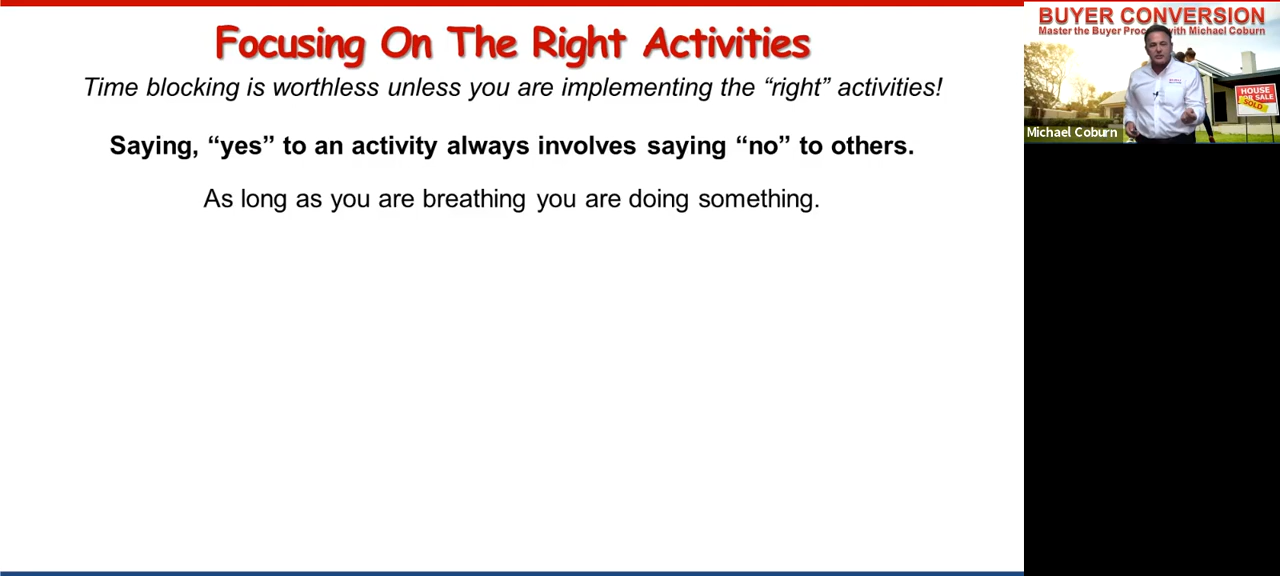 Focusing On The Right Activities
Time blocking is worthless unless you are implementing the “right” activities!
Saying, “yes” to an activity always involves saying “no” to others.
As long as you are breathing you are doing something.
BUYER CONVERSION
Master the Buyer Proc with Michael Coburn
HOUSE
FOR SALE
SOLD
Michael Coburn